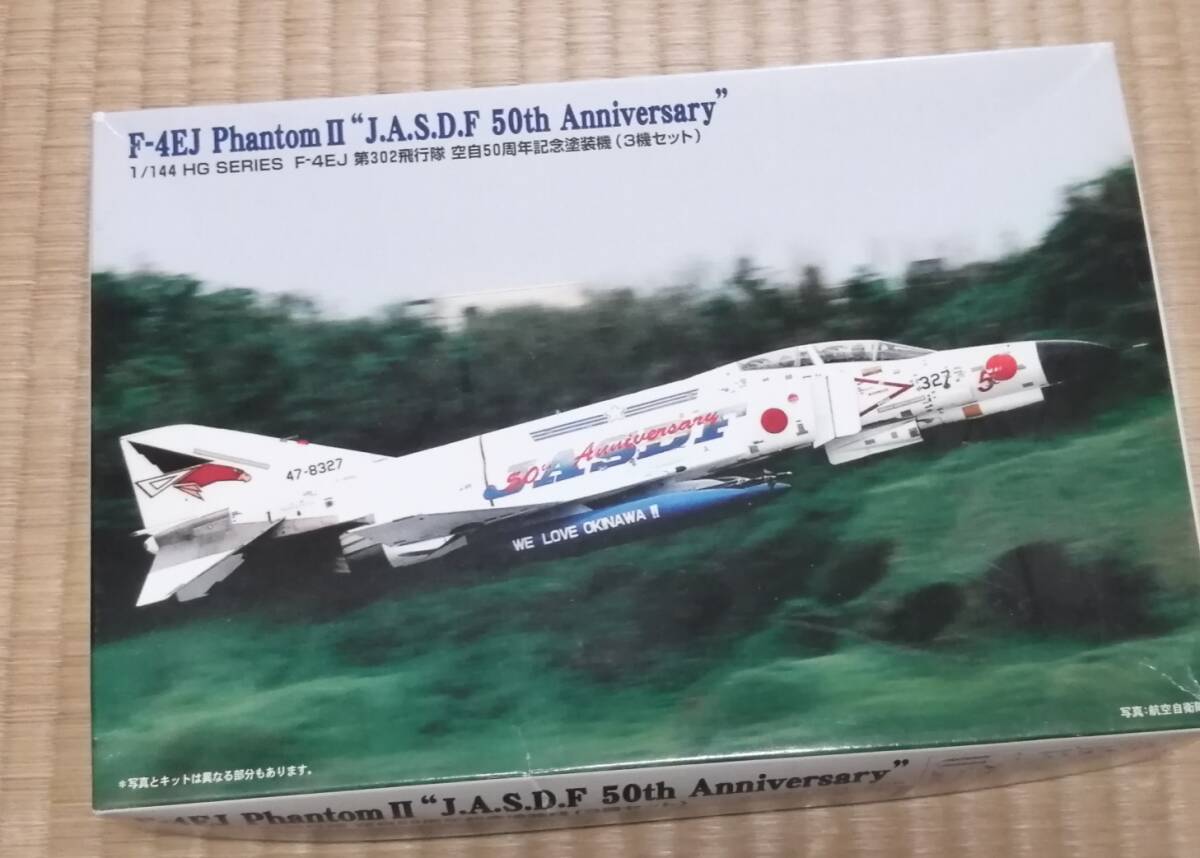 F-4EJ Phantom II “J.A.S.D.F 50th Anniversary”
1/144 HG SERIES F-4EJ 第302飛行隊 空自50周年記念塗装機(3機セット)
327
5
47-8327
JASDF
50th Anniversary
WE LOVE OKINAWA II
写真:航空自衛隊
*写真とキットは異なる部分もあります。
F-4EJ Phantom II “J.A.S.D.F 50th Anniversary”